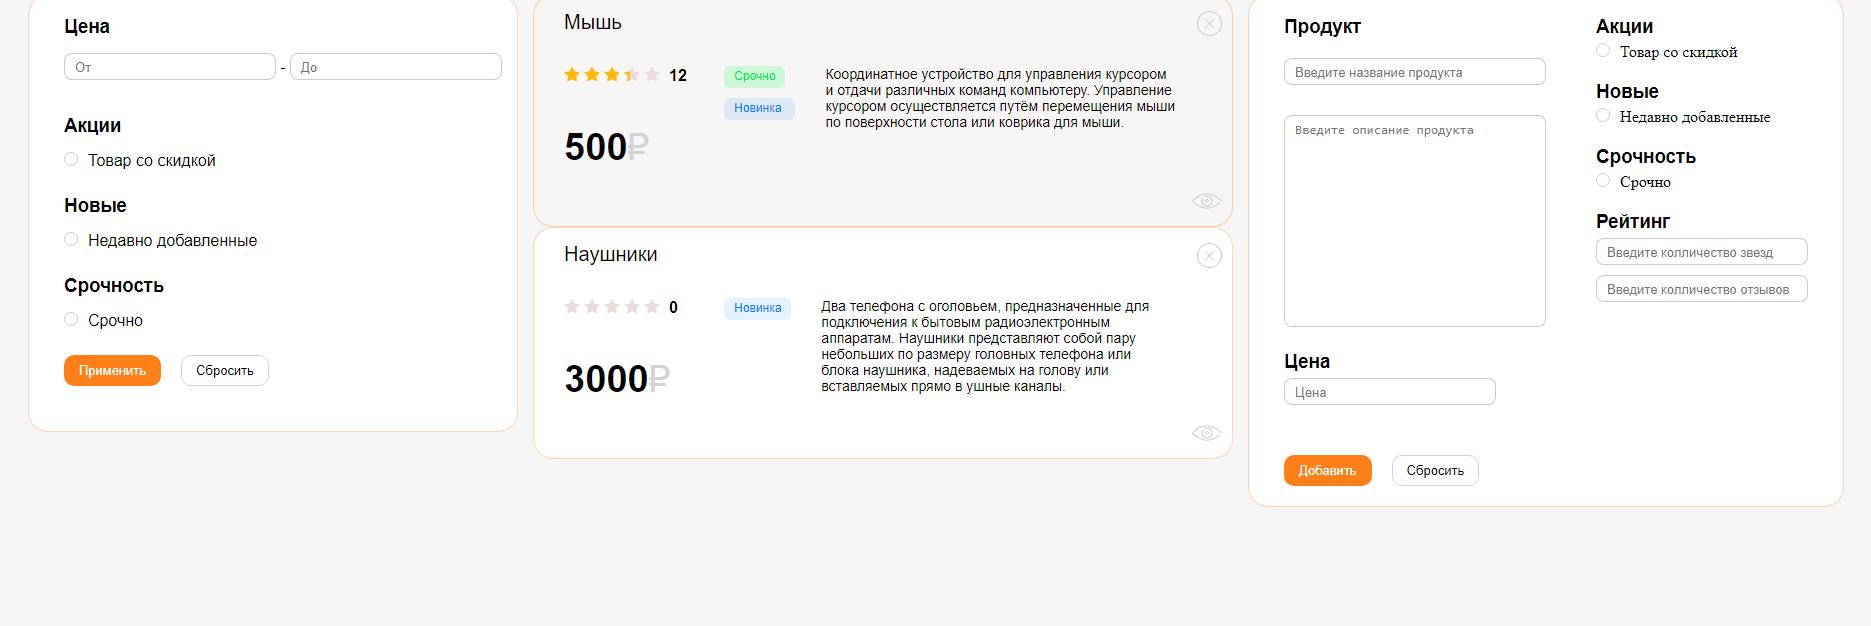 Цена
От - До
Акции
Товар со скидкой
Новые
Недавно добавленные
Срочность
Срочно
Применить Сбросить
Мышь
12
Срочно
Новинка
500₽
Координатное устройство для управления курсором
и отдачи различных команд компьютеру. Управление
курсором осуществляется путём перемещения мыши
по поверхности стола или коврика для мыши.
Наушники
0
Новинка
3000₽
Два телефона с оголовьем, предназначенные для
подключения к бытовым радиоэлектронным
аппаратам. Наушники представляют собой пару
небольших по размеру головных телефона или
блока наушника, надеваемых на голову или
вставляемых прямо в ушные каналы.
Продукт
Введите название продукта
Введите описание продукта
Цена
Цена
Добавить Сбросить
Акции
Товар со скидкой
Новые
Недавно добавленные
Срочность
Срочно
Рейтинг
Введите колличество звезд
Введите колличество отзывов